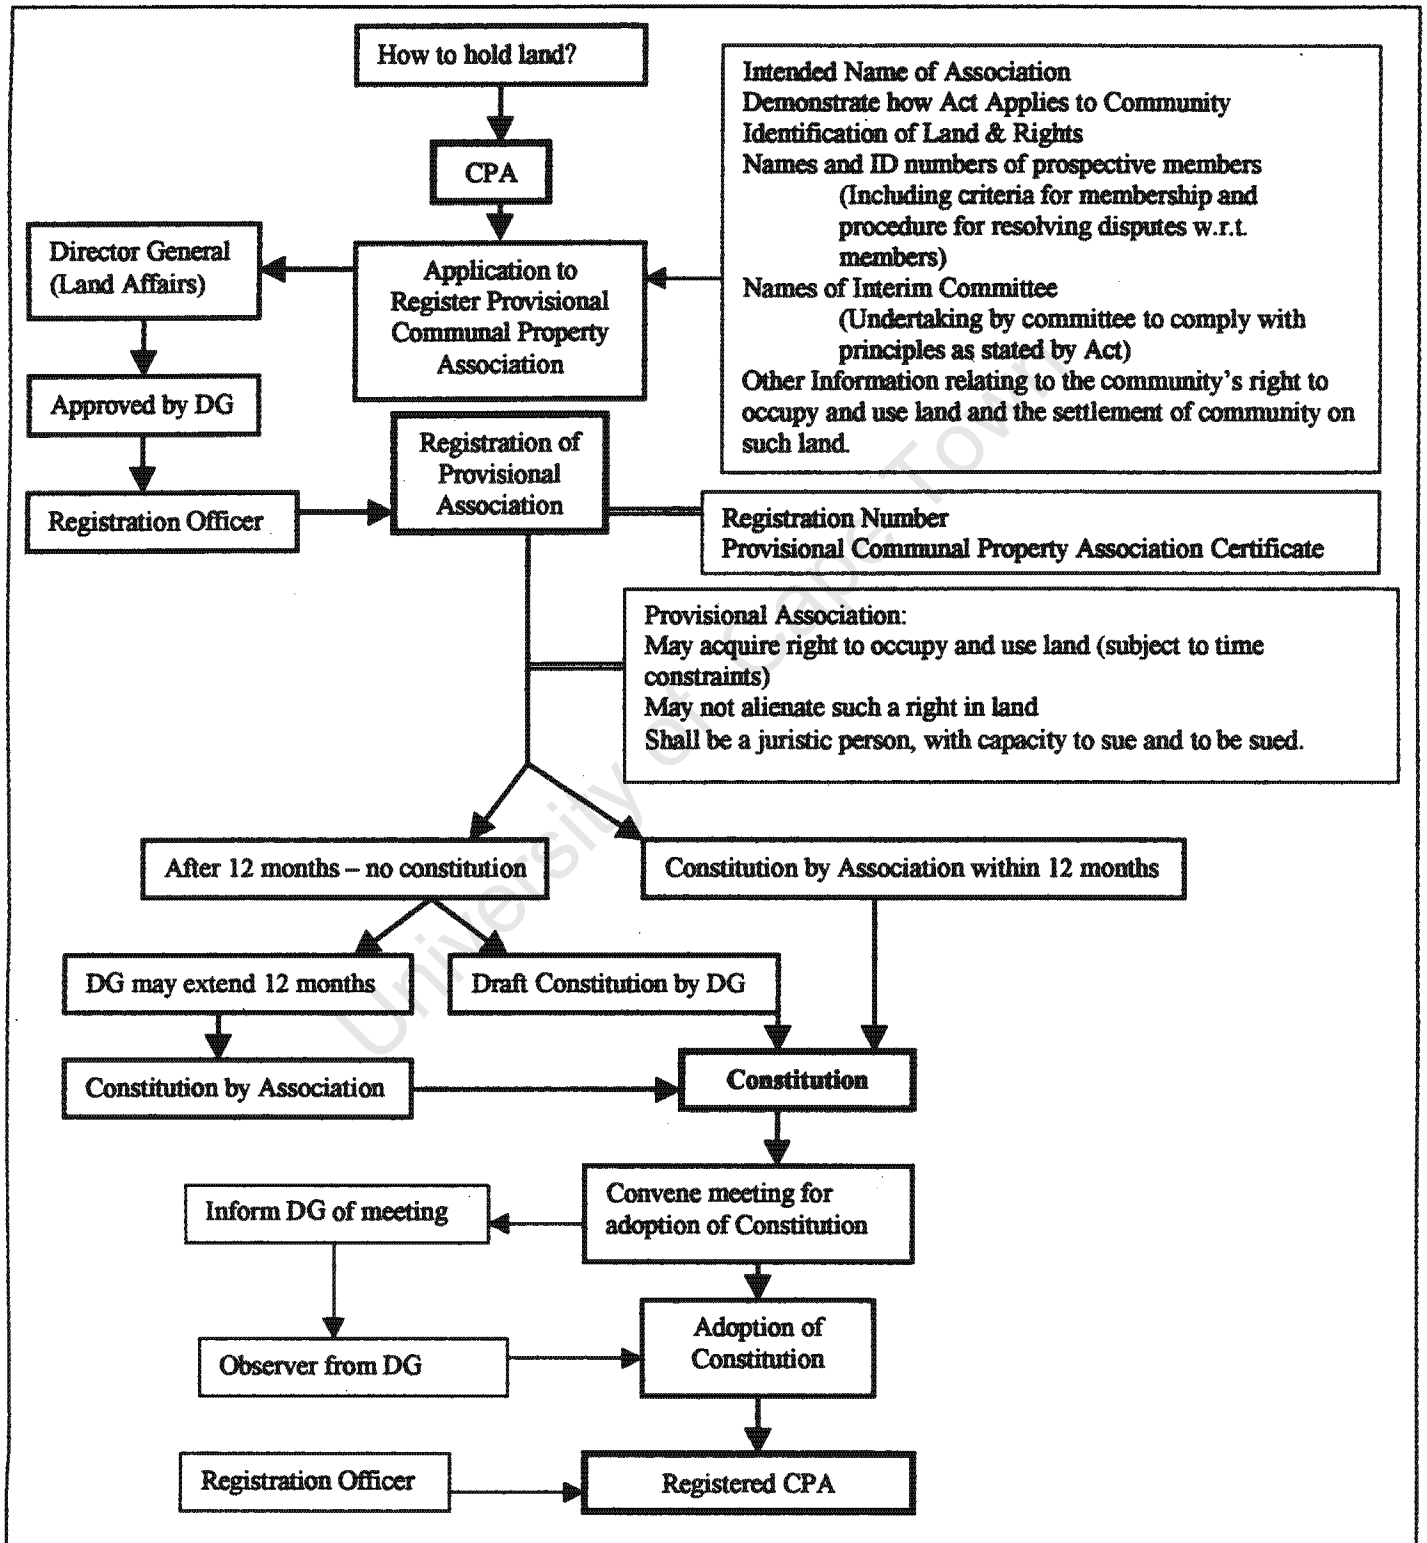 How to hold land?
CPA
Intended Name of Association
Demonstrate how Act Applies to Community
Identification of Land & Rights
Names and ID numbers of prospective members
(Including criteria for membership and
procedure for resolving disputes w.r.t.
members)
Names of Interim Committee
(Undertaking by committee to comply with
principles as stated by Act)
Other Information relating to the community's right to
occupy and use land and the settlement of community on
such land.
Director General
(Land Affairs)
Application to
Register Provisional
Communal Property
Association
Approved by DG
Registration of
Provisional
Association
Registration Officer
Registration Number
Provisional Communal Property Association Certificate
Provisional Association:
May acquire right to occupy and use land (subject to time
constraints)
May not alienate such a right in land
Shall be a juristic person, with capacity to sue and to be sued.
After 12 months – no constitution
Constitution by Association within 12 months
DG may extend 12 months
Draft Constitution by DG
Constitution by Association
Constitution
Convene meeting for
adoption of Constitution
Inform DG of meeting
Adoption of
Constitution
Observer from DG
Registration Officer
Registered CPA
University of Cape Town